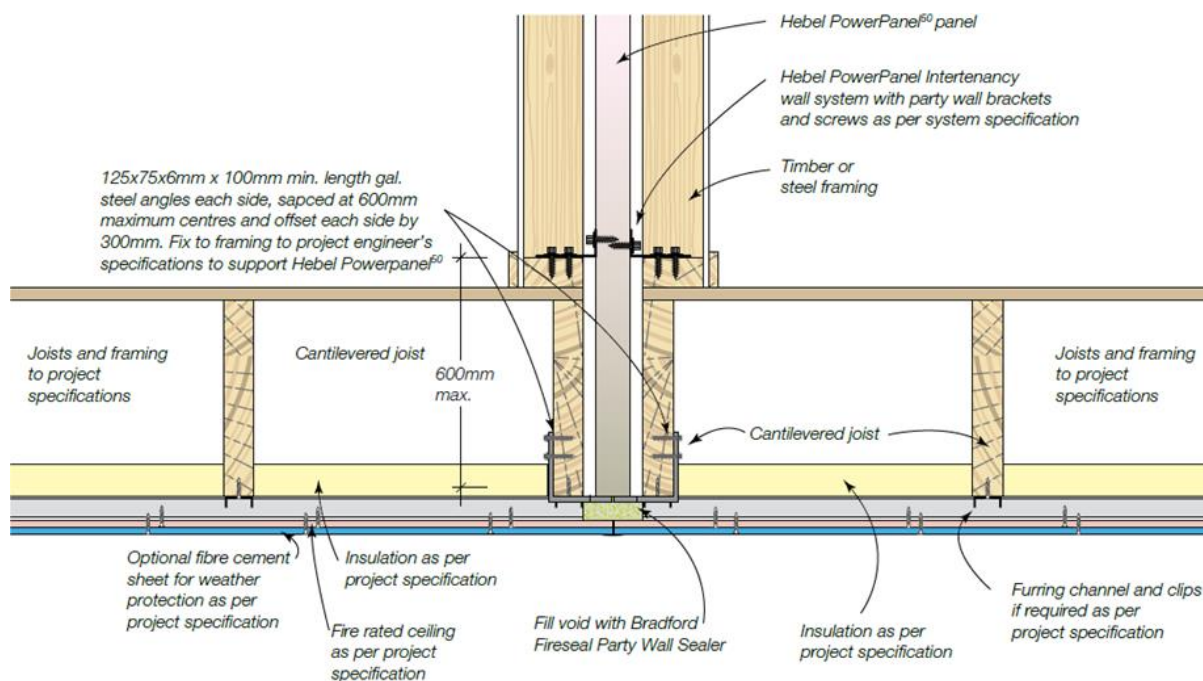 Hebel PowerPanel⁵⁰ panel
Hebel PowerPanel Intertenancy
wall system with party wall brackets
and screws as per system specification
Timber or
steel framing
125x75x6mm x 100mm min. length gal.
steel angles each side, sapced at 600mm
maximum centres and offset each side by
300mm. Fix to framing to project engineer's
specifications to support Hebel Powerpanel⁵⁰
Joists and framing
to project
specifications
Cantilevered joist
600mm
max.
Joists and framing
to project
specifications
Cantilevered joist
Optional fibre cement
sheet for weather
protection as per
project specification
Insulation as per
project specification
Fire rated ceiling
as per project
specification
Fill void with Bradford
Fireseal Party Wall Sealer
Insulation as per
project specification
Furring channel and clips
if required as per
project specification